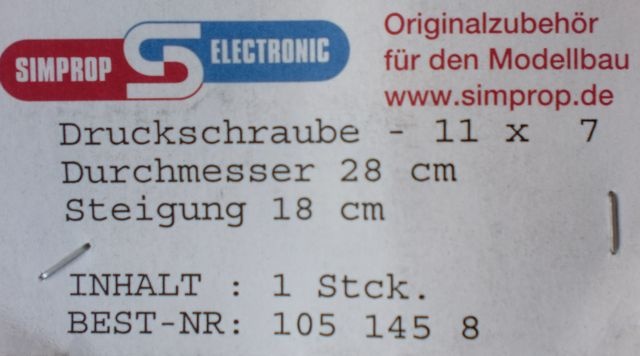 SIMPROP ELECTRONIC
Originalzubehör
für den Modellbau
www.simprop.de
Druckschraube - 11 x 7
Durchmesser 28 cm
Steigung 18 cm
INHALT : 1 Stck.
BEST-NR: 105 145 8